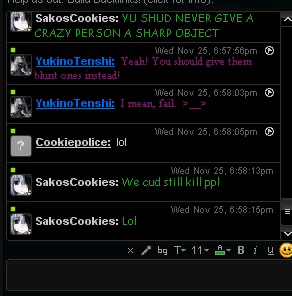 Help us out. Build Backlinks! (click for info).
SakosCookies: YU SHUD NEVER GIVE A
CRAZY PERSON A SHARP OBJECT
Wed Nov 25, 6:57:56pm
YukinoTenshi: Yeah! You should give them
blunt ones instead!
Wed Nov 25, 6:58:03pm
YukinoTenshi: I mean, fail. >__>
Wed Nov 25, 6:58:05pm
? Cookiepolice: lol
Wed Nov 25, 6:58:13pm
SakosCookies: We cud still kill ppl
Wed Nov 25, 6:58:15pm
SakosCookies: Lol
bg T 11 A B i u